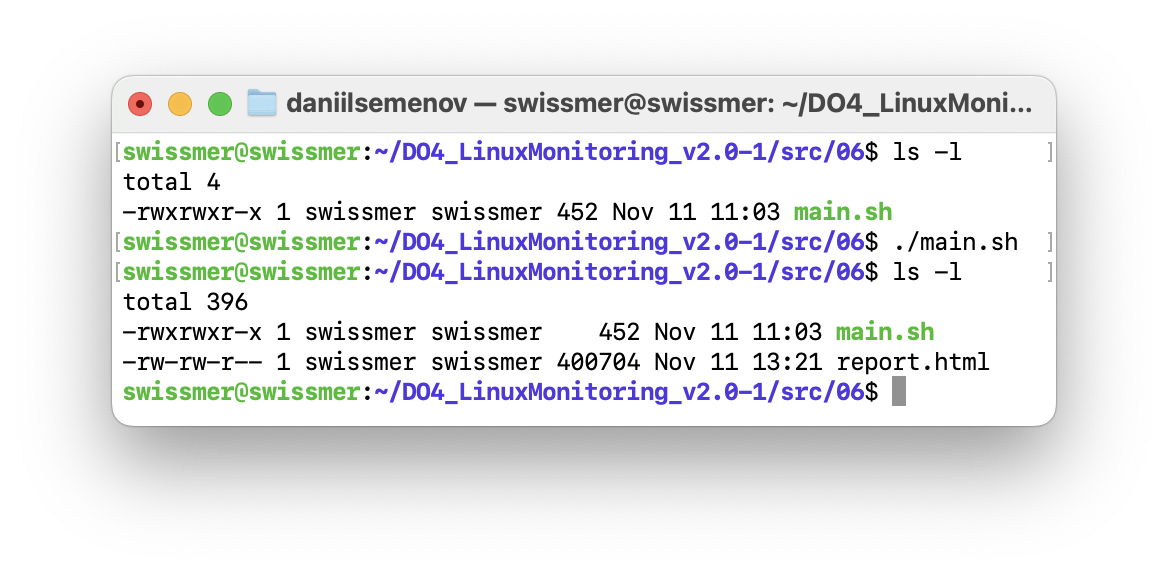 daniilsemenov — swissmer@swissmer: ~/DO4_LinuxMoni...
[swissmer@swissmer:~/DO4_LinuxMonitoring_v2.0-1/src/06$ ls -l ]
total 4
-rwxrwxr-x 1 swissmer swissmer 452 Nov 11 11:03 main.sh
[swissmer@swissmer:~/DO4_LinuxMonitoring_v2.0-1/src/06$ ./main.sh ]
[swissmer@swissmer:~/DO4_LinuxMonitoring_v2.0-1/src/06$ ls -l ]
total 396
-rwxrwxr-x 1 swissmer swissmer    452 Nov 11 11:03 main.sh
-rw-rw-r-- 1 swissmer swissmer 400704 Nov 11 13:21 report.html
swissmer@swissmer:~/DO4_LinuxMonitoring_v2.0-1/src/06$